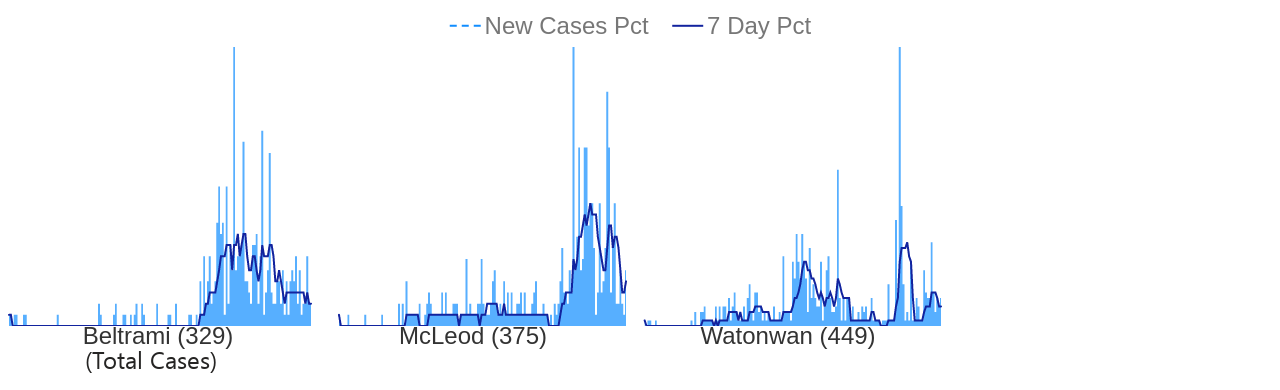 New Cases Pct 7 Day Pct
Beltrami (329) McLeod (375) Watonwan (449)
(Total Cases)